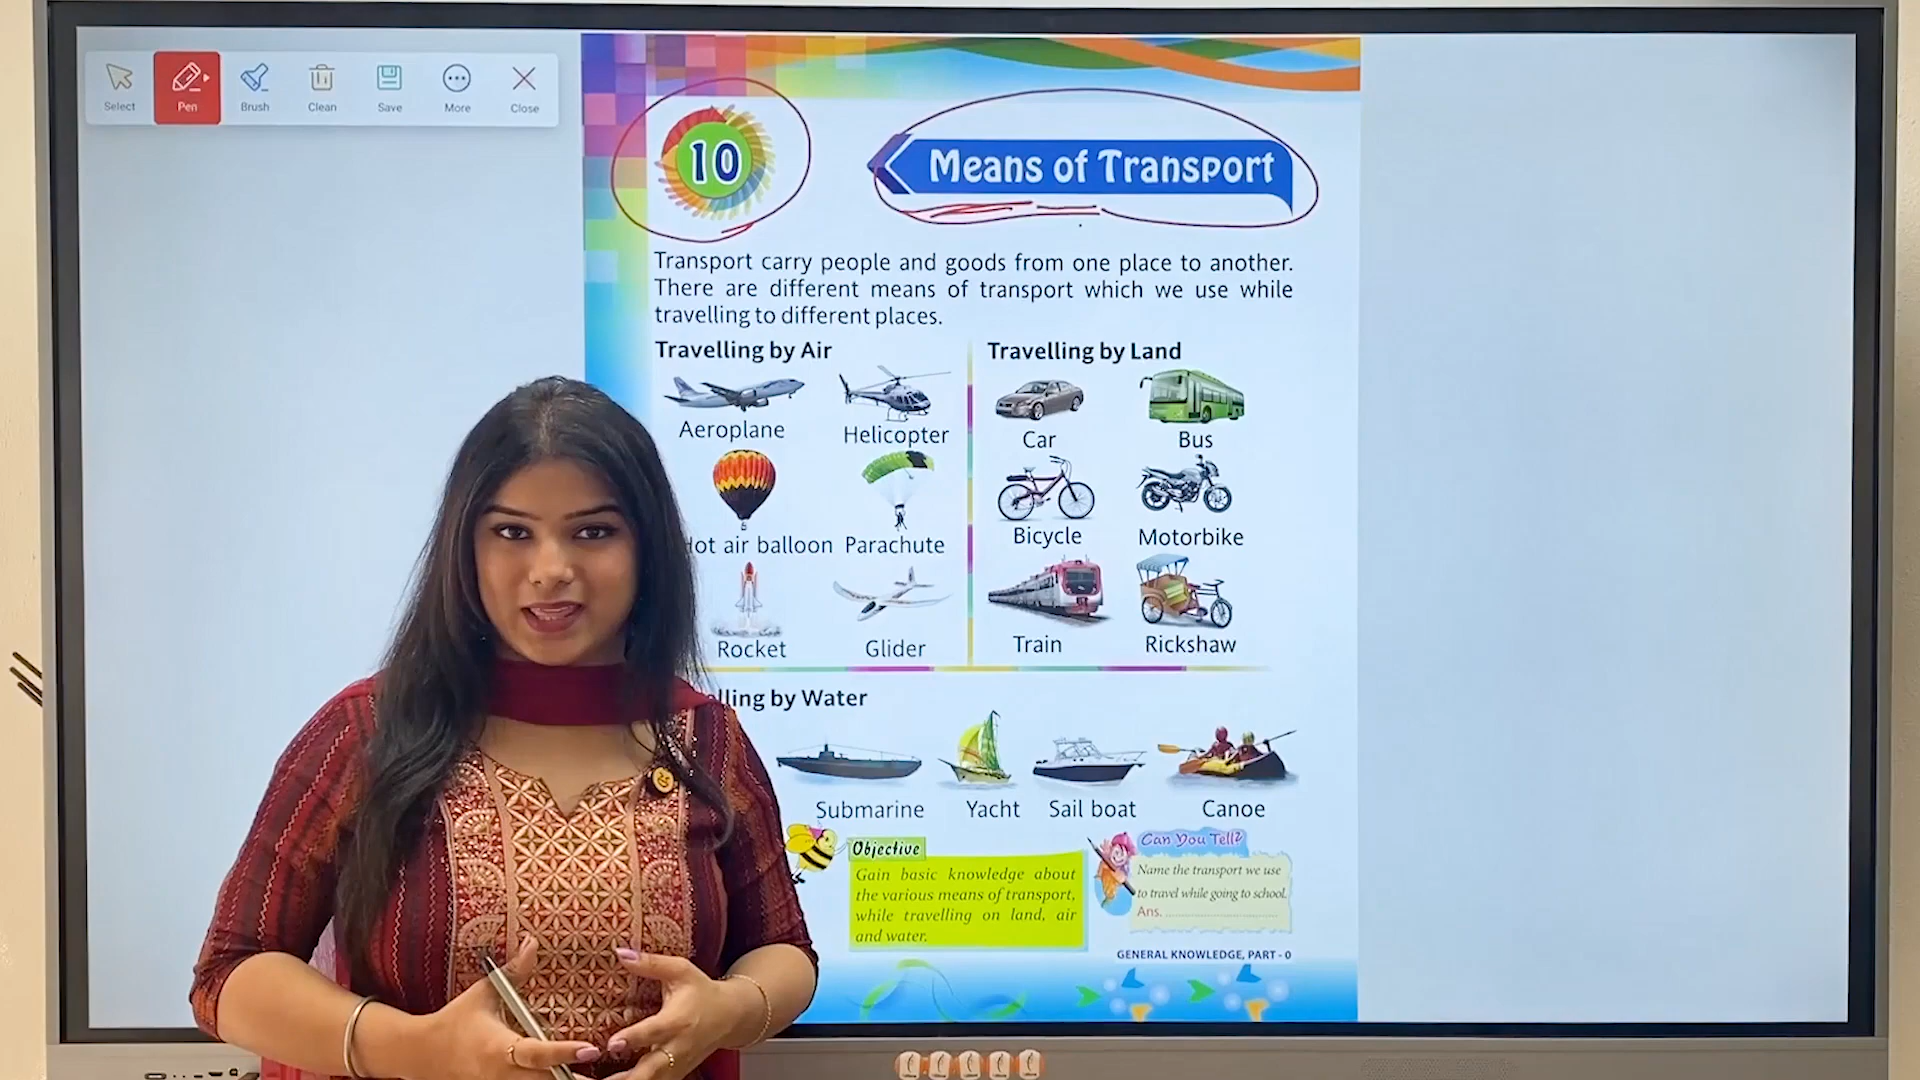 Select Pen Brush Clean Save More Close
10
Means of Transport
Transport carry people and goods from one place to another.
There are different means of transport which we use while
travelling to different places.
Travelling by Air
Aeroplane Helicopter
ot air balloon Parachute
Rocket Glider
Travelling by Land
Car Bus
Bicycle Motorbike
Train Rickshaw
lling by Water
Submarine Yacht Sail boat Canoe
Objective
Gain basic knowledge about
the various means of transport,
while travelling on land, air
and water.
Can You Tell?
Name the transport we use
to travel while going to school.
Ans.
GENERAL KNOWLEDGE, PART - 0